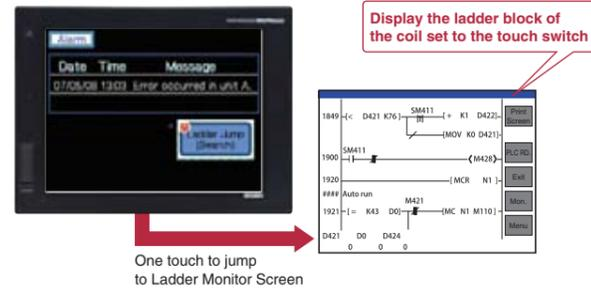 Display the ladder block of
the coil set to the touch switch
Alarm
Date Time Message
07/05/08 13:03 Error occurred in unit A.
Ladder Jump
(Search)
1849 [< D421 K76] SM411 [+ K1 D422]
[MOV K0 D421]
SM411
1900 (M428)
1920 [MCR N1]
#### Auto run
M421
1921 [= K43 D0] [MC N1 M110]
D421 D0 D424
0 0 0
Print
Screen
PLC RD.
Exit
Mon.
Menu
One touch to jump
to Ladder Monitor Screen